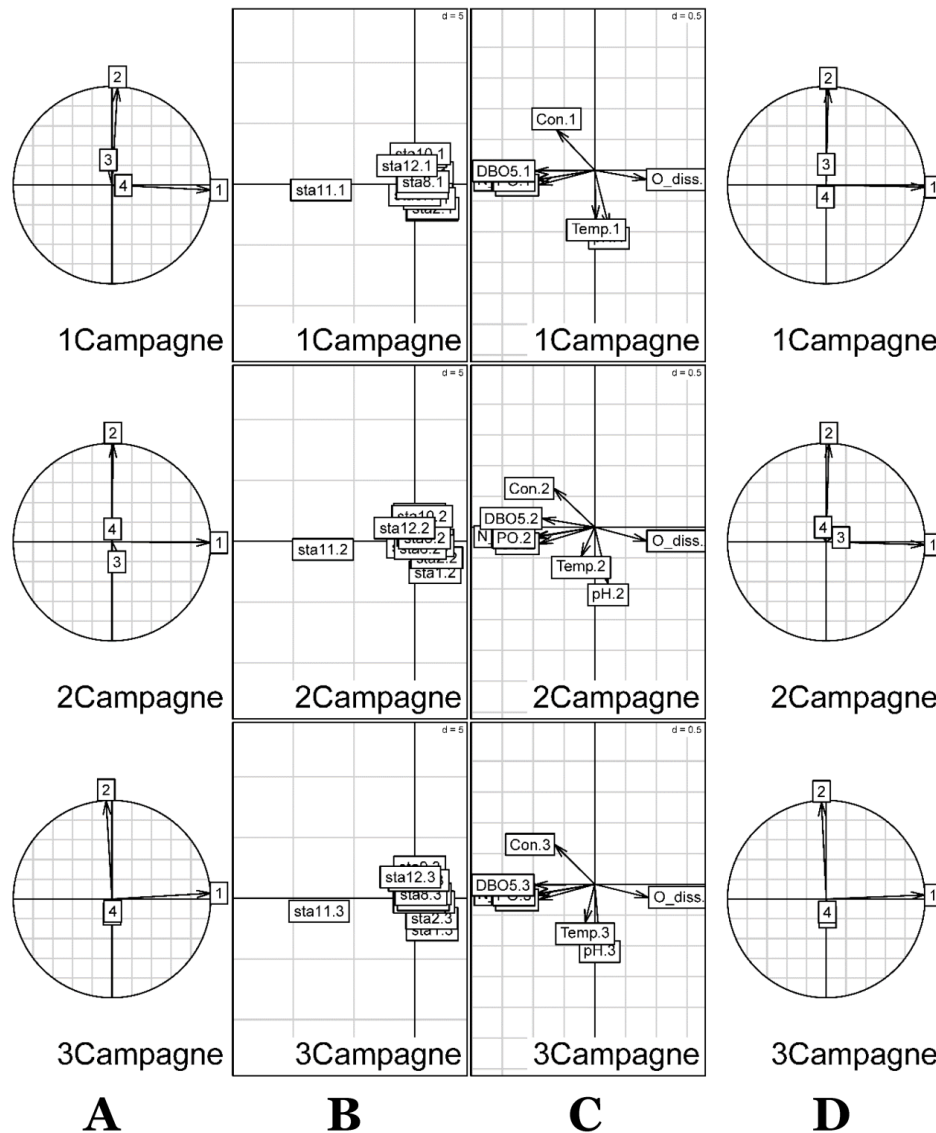 d = 5
d = 0.5
2
3
4
1
sta10.1
sta12.1
sta8.1
sta2.1
sta11.1
Con.1
DBO5.1
O_diss.
Temp.1
2
3
4
1
1Campagne
1Campagne
1Campagne
1Campagne
d = 5
d = 0.5
2
4
3
1
sta12.2
sta11.2
sta2.2
sta1.2
Con.2
DBO5.2
PO.2
O_diss.
Temp.2
pH.2
2
4
3
1
2Campagne
2Campagne
2Campagne
2Campagne
d = 5
d = 0.5
2
1
4
sta12.3
sta8.3
sta11.3
sta2.3
Con.3
DBO5.3
O_diss.
Temp.3
pH.3
2
1
4
3Campagne
3Campagne
3Campagne
3Campagne
A
B
C
D